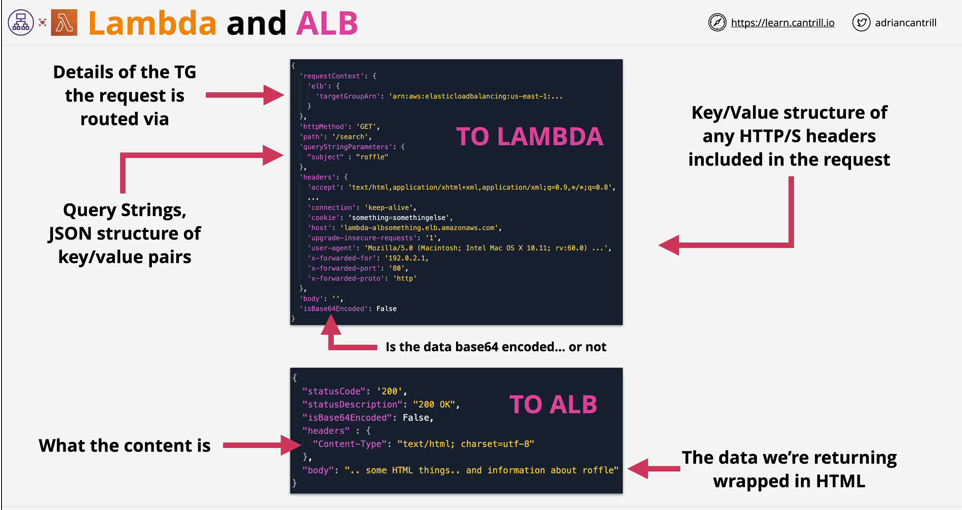 Lambda and ALB
https://learn.cantrill.io
adriancantrill
Details of the TG
the request is
routed via
Query Strings,
JSON structure of
key/value pairs
{
'requestContext': {
'elb': {
'targetGroupArn': 'arn:aws:elasticloadbalancing:us-east-1:...
}
},
'httpMethod': 'GET',
'path': '/search',
'queryStringParameters': {
"subject" : "roffle"
},
'headers': {
'accept': 'text/html,application/xhtml+xml,application/xml;q=0.9,*/*;q=0.8',
...
'connection': 'keep-alive',
'cookie': 'something=somethingelse',
'host': 'lambda-albsomething.elb.amazonaws.com',
'upgrade-insecure-requests': '1',
'user-agent': 'Mozilla/5.0 (Macintosh; Intel Mac OS X 10.11; rv:60.0) ...',
'x-forwarded-for': '192.0.2.1,
'x-forwarded-port': '80',
'x-forwarded-proto': 'http'
},
'body': '',
'isBase64Encoded': False
}
TO LAMBDA
Key/Value structure of
any HTTP/S headers
included in the request
Is the data base64 encoded... or not
{
"statusCode": '200',
"statusDescription": "200 OK",
"isBase64Encoded": False,
"headers" : {
"Content-Type": "text/html; charset=utf-8"
},
"body": ".. some HTML things.. and information about roffle"
}
TO ALB
What the content is
The data we're returning
wrapped in HTML